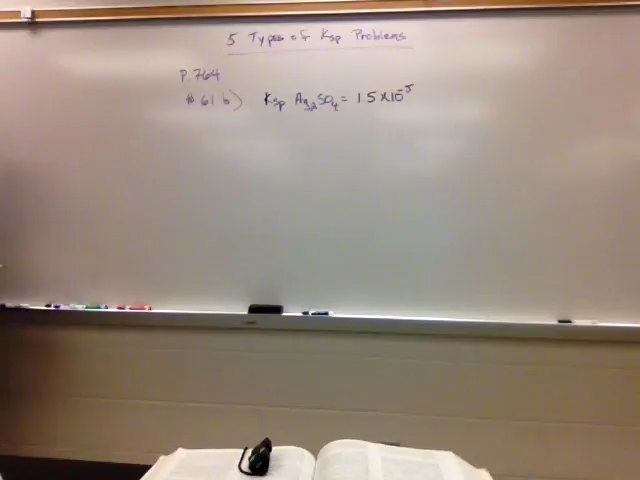 5 Types of Ksp Problems
P. 764
# 61 b) Ksp Ag2SO4 = 1.5 x 10^-5